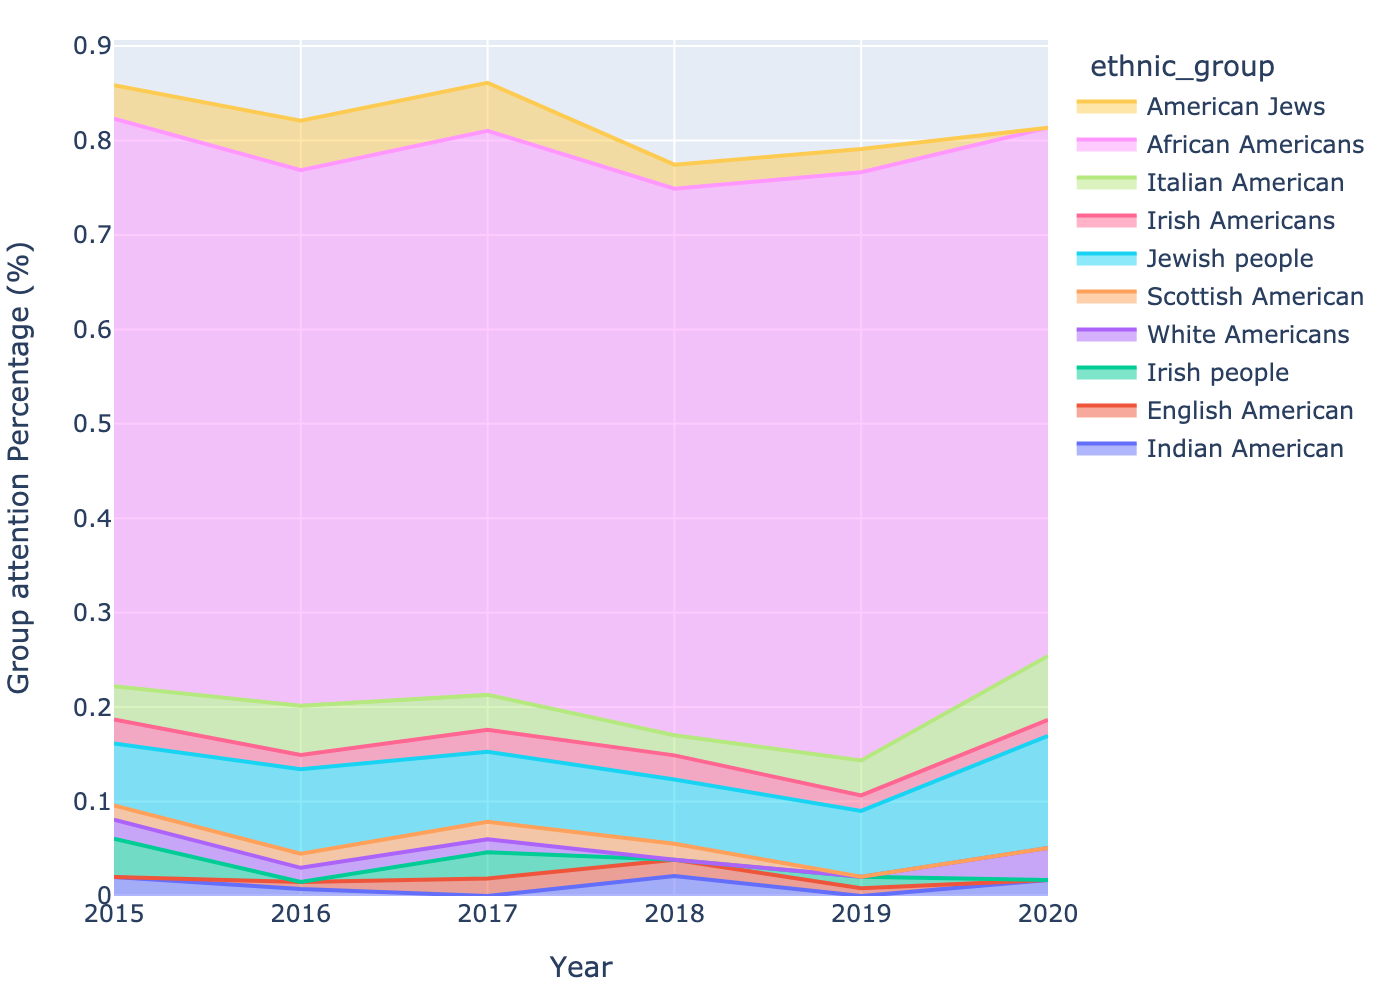 Group attention Percentage (%)
0.9
0.8
0.7
0.6
0.5
0.4
0.3
0.2
0.1
0
2015 2016 2017 2018 2019 2020
Year
ethnic_group
American Jews
African Americans
Italian American
Irish Americans
Jewish people
Scottish American
White Americans
Irish people
English American
Indian American